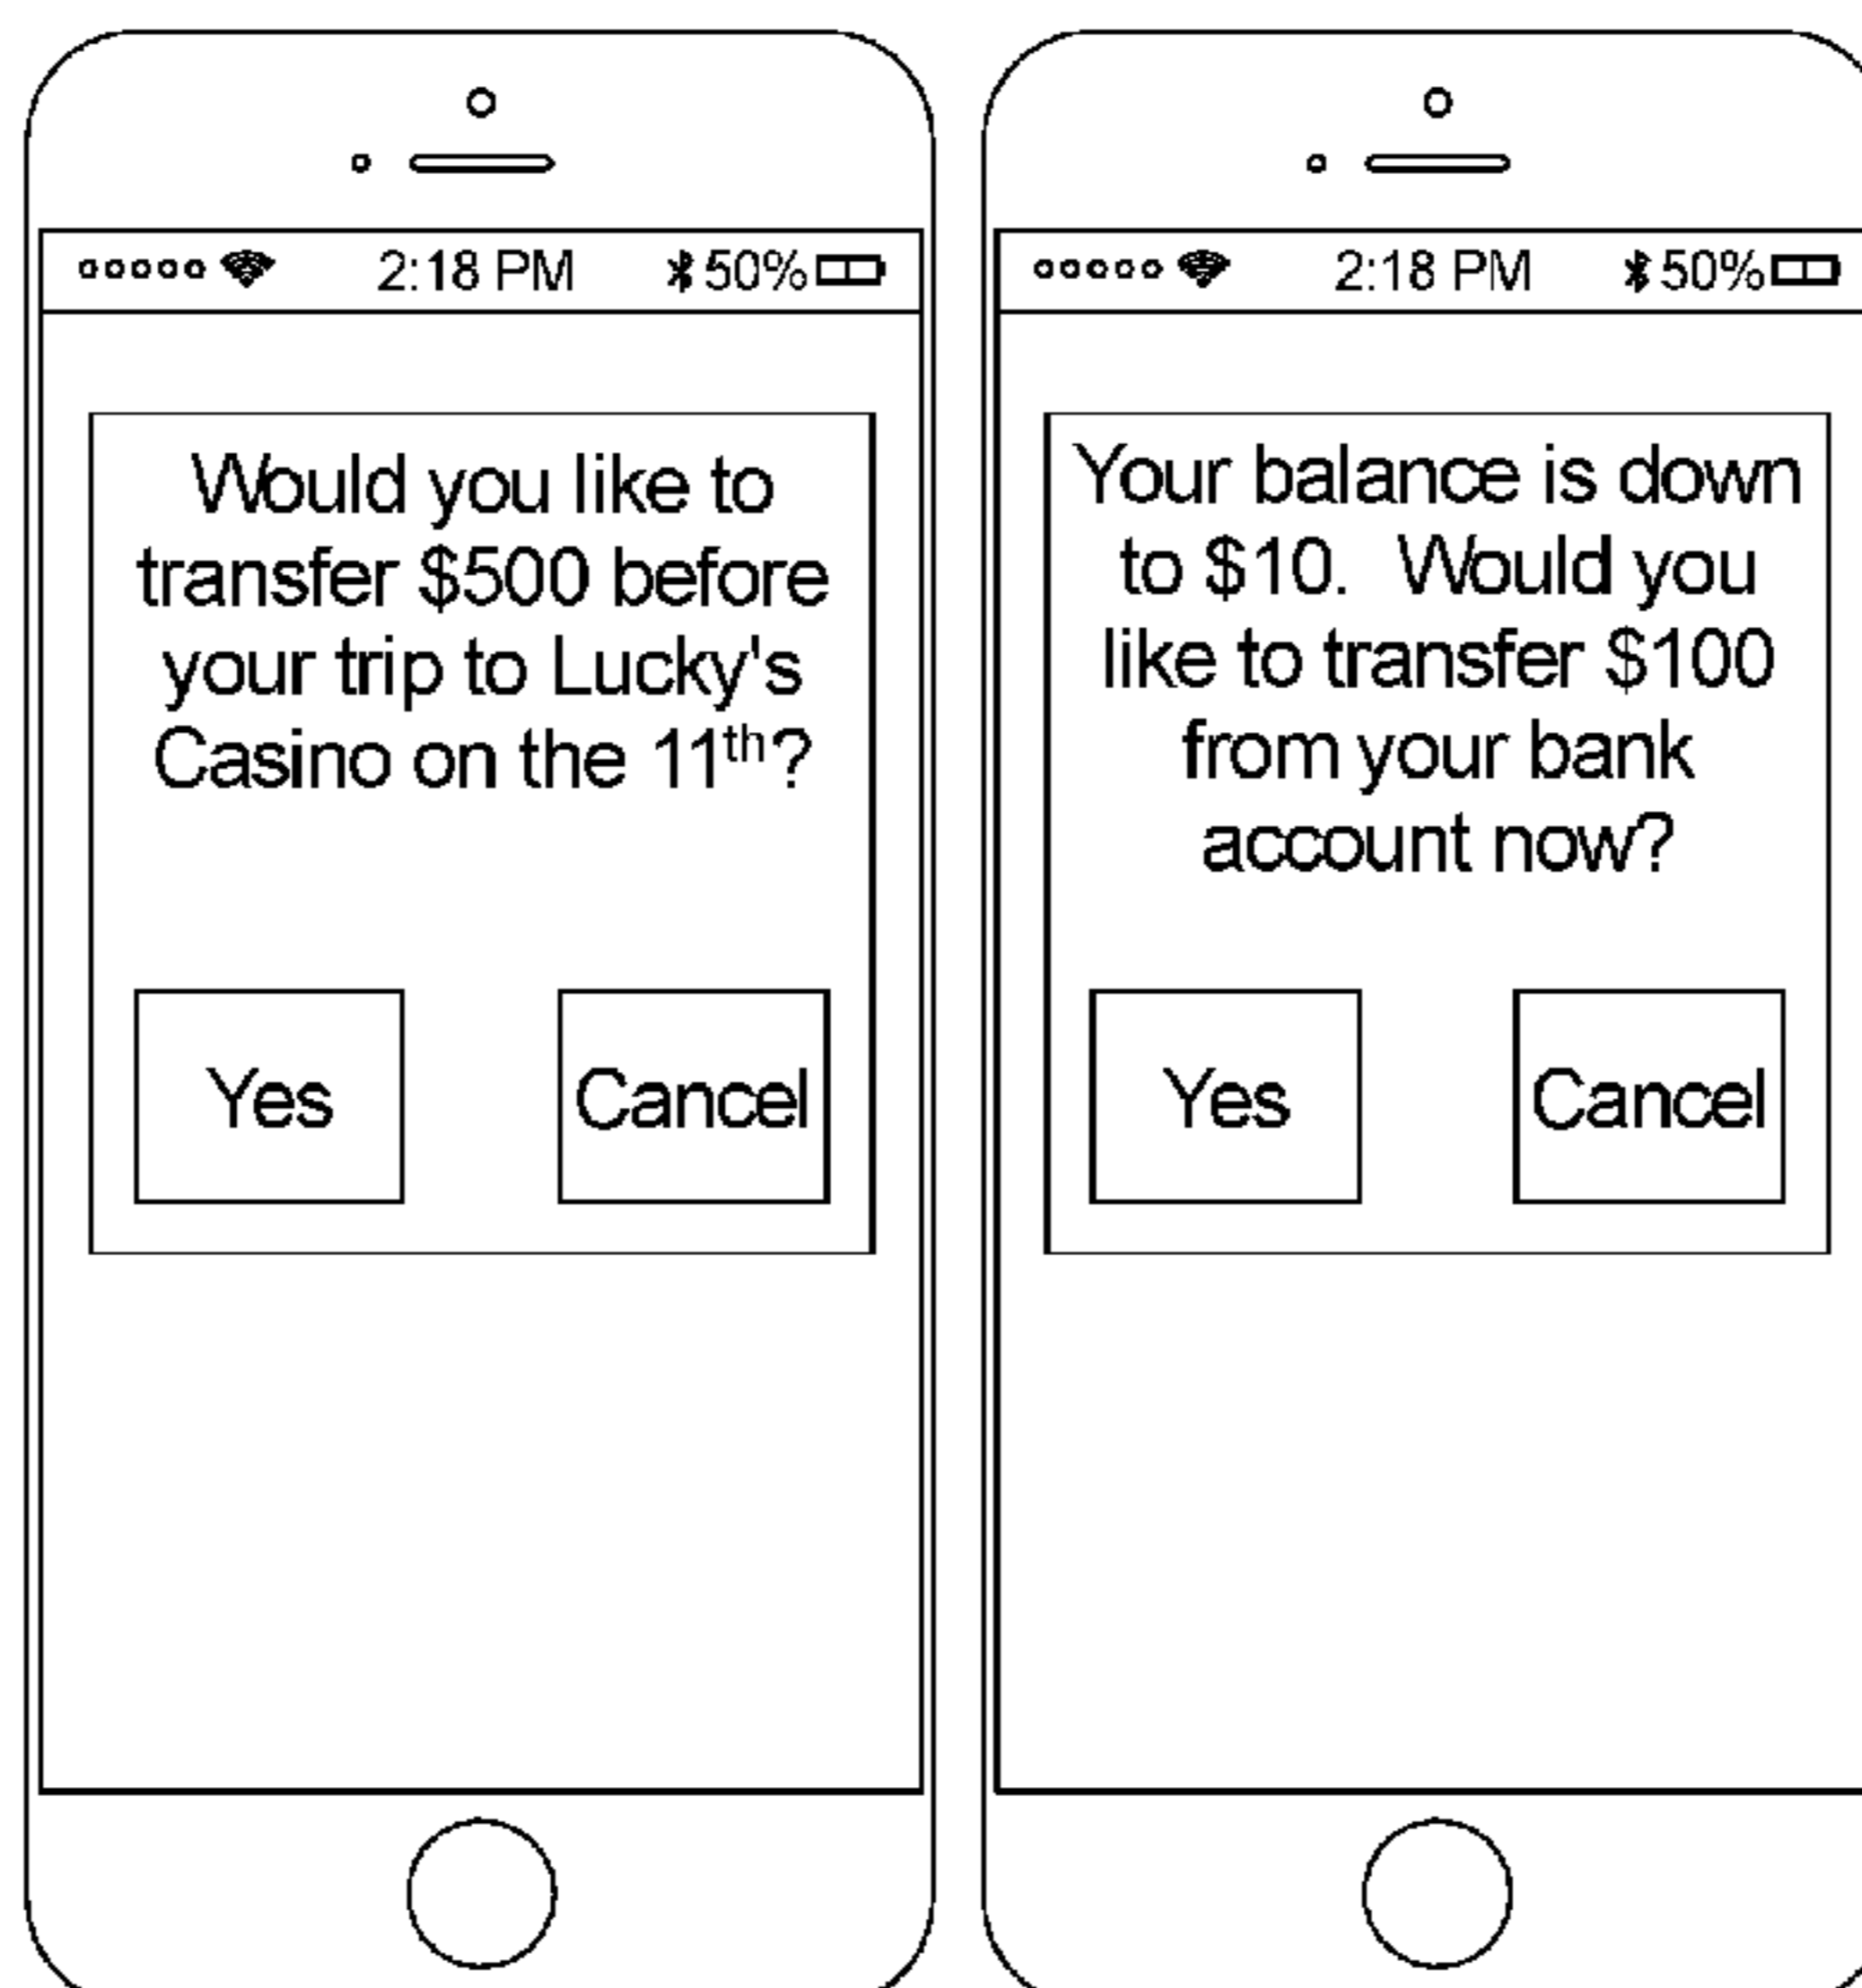 2:18 PM 50%
Would you like to
transfer $500 before
your trip to Lucky's
Casino on the 11th?
Yes Cancel
2:18 PM 50%
Your balance is down
to $10. Would you
like to transfer $100
from your bank
account now?
Yes Cancel